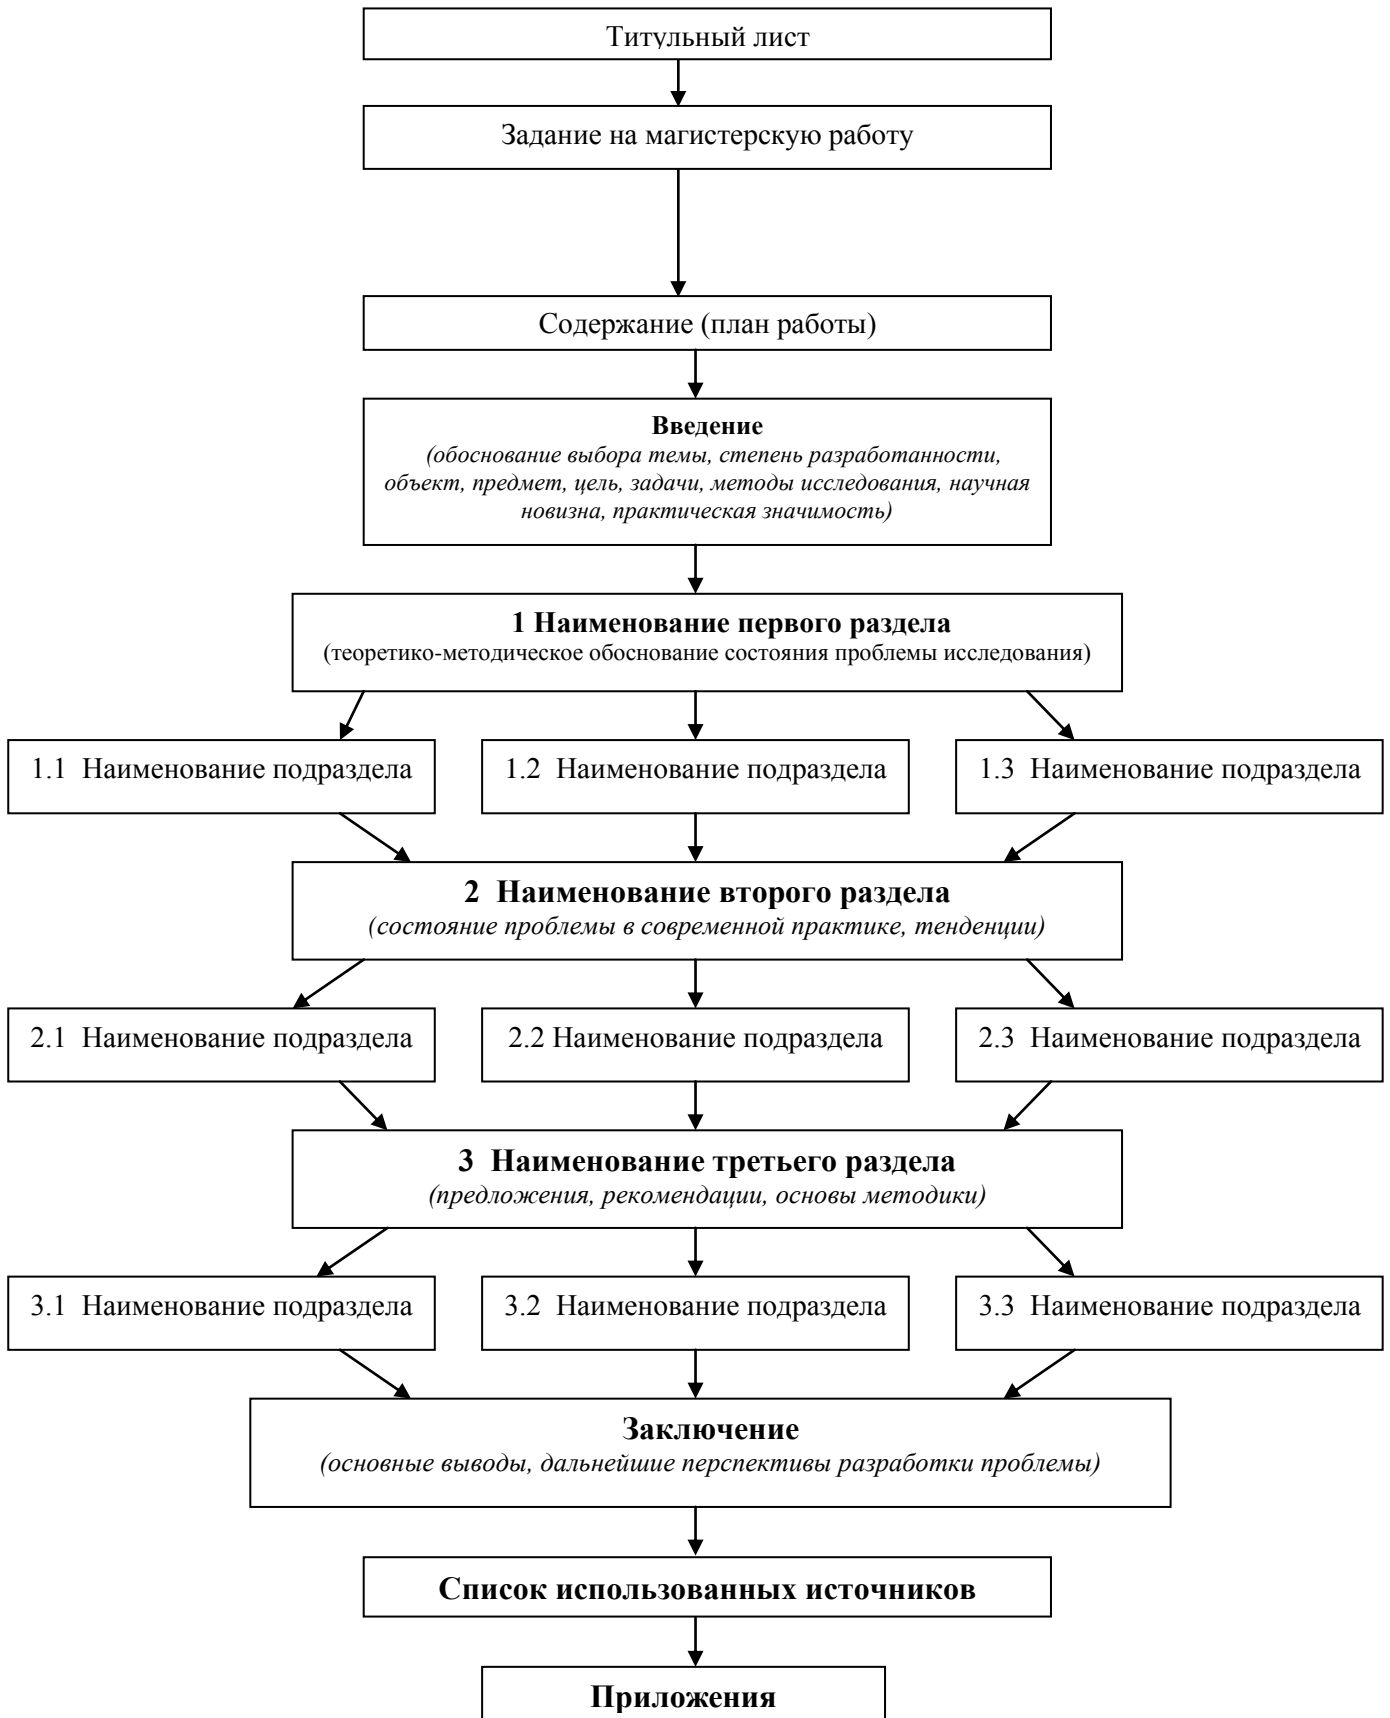 Титульный лист
Задание на магистерскую работу
Содержание (план работы)
Введение
(обоснование выбора темы, степень разработанности,
объект, предмет, цель, задачи, методы исследования, научная
новизна, практическая значимость)
1 Наименование первого раздела
(теоретико-методическое обоснование состояния проблемы исследования)
1.1 Наименование подраздела
1.2 Наименование подраздела
1.3 Наименование подраздела
2 Наименование второго раздела
(состояние проблемы в современной практике, тенденции)
2.1 Наименование подраздела
2.2 Наименование подраздела
2.3 Наименование подраздела
3 Наименование третьего раздела
(предложения, рекомендации, основы методики)
3.1 Наименование подраздела
3.2 Наименование подраздела
3.3 Наименование подраздела
Заключение
(основные выводы, дальнейшие перспективы разработки проблемы)
Список использованных источников
Приложения